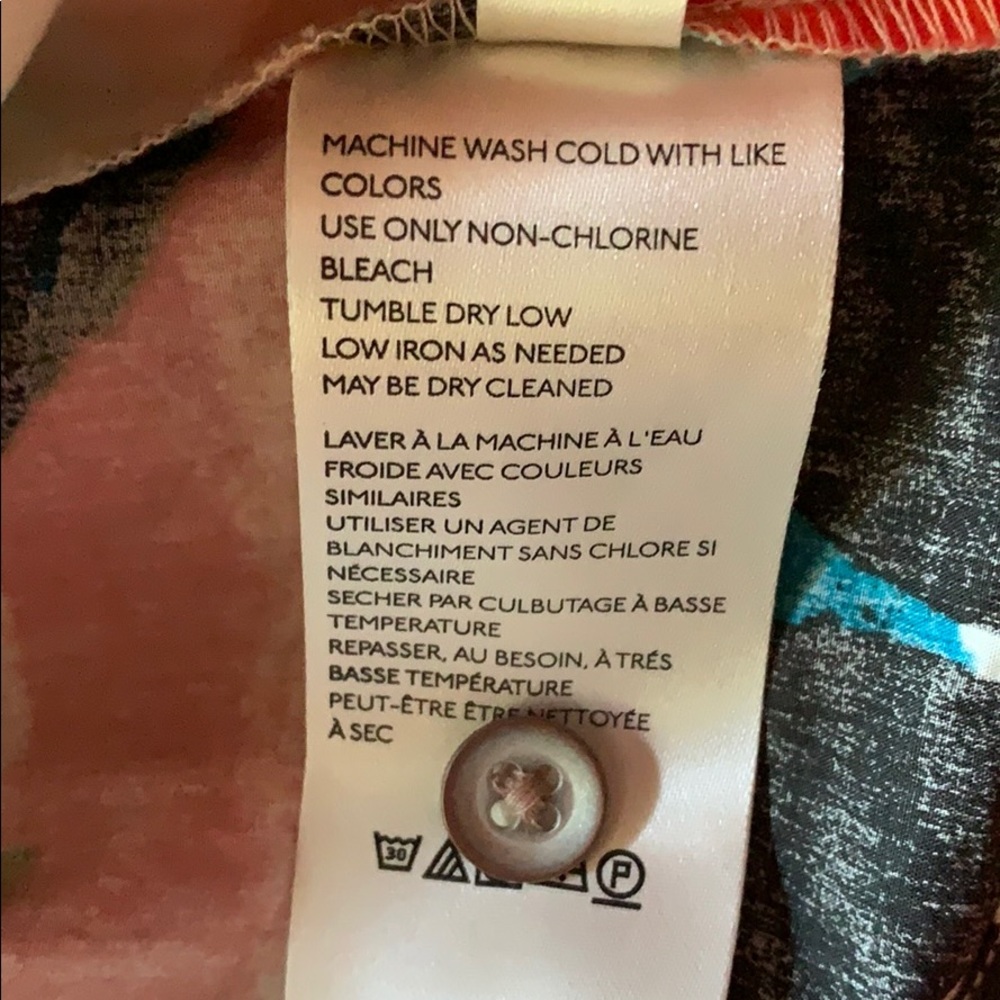 MACHINE WASH COLD WITH LIKE
COLORS
USE ONLY NON-CHLORINE
BLEACH
TUMBLE DRY LOW
LOW IRON AS NEEDED
MAY BE DRY CLEANED
LAVER À LA MACHINE À L'EAU
FROIDE AVEC COULEURS
SIMILAIRES
UTILISER UN AGENT DE
BLANCHIMENT SANS CHLORE SI
NÉCESSAIRE
SECHER PAR CULBUTAGE À BASSE
TEMPERATURE
REPASSER, AU BESOIN, À TRÉS
BASSE TEMPÉRATURE
PEUT-ÊTRE ÊTRE NETTOYÉE
À SEC
30 P